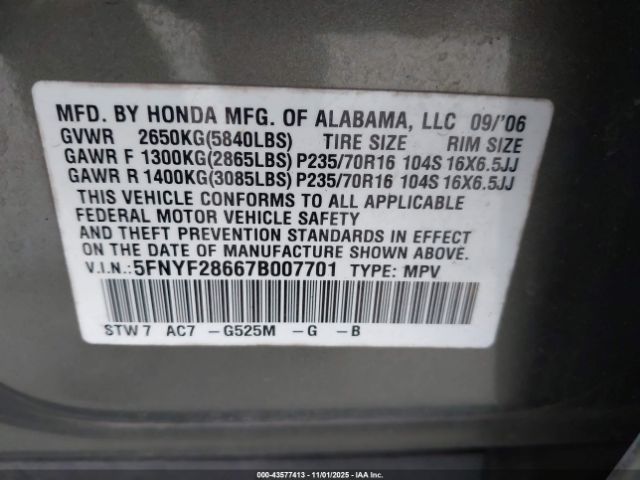 MFD. BY HONDA MFG. OF ALABAMA, LLC 09/'06
GVWR 2650KG(5840LBS) TIRE SIZE RIM SIZE
GAWR F 1300KG(2865LBS) P235/70R16 104S 16X6.5JJ
GAWR R 1400KG(3085LBS) P235/70R16 104S 16X6.5JJ
THIS VEHICLE CONFORMS TO ALL APPLICABLE
FEDERAL MOTOR VEHICLE SAFETY
AND THEFT PREVENTION STANDARDS IN EFFECT
ON THE DATE OF MANUFACTURE SHOWN ABOVE.
V.I.N.: 5FNYF28667B007701 TYPE: MPV
STW7 AC7 -G525M -G -B
000-43577413 - 11/01/2025 - IAAI.com